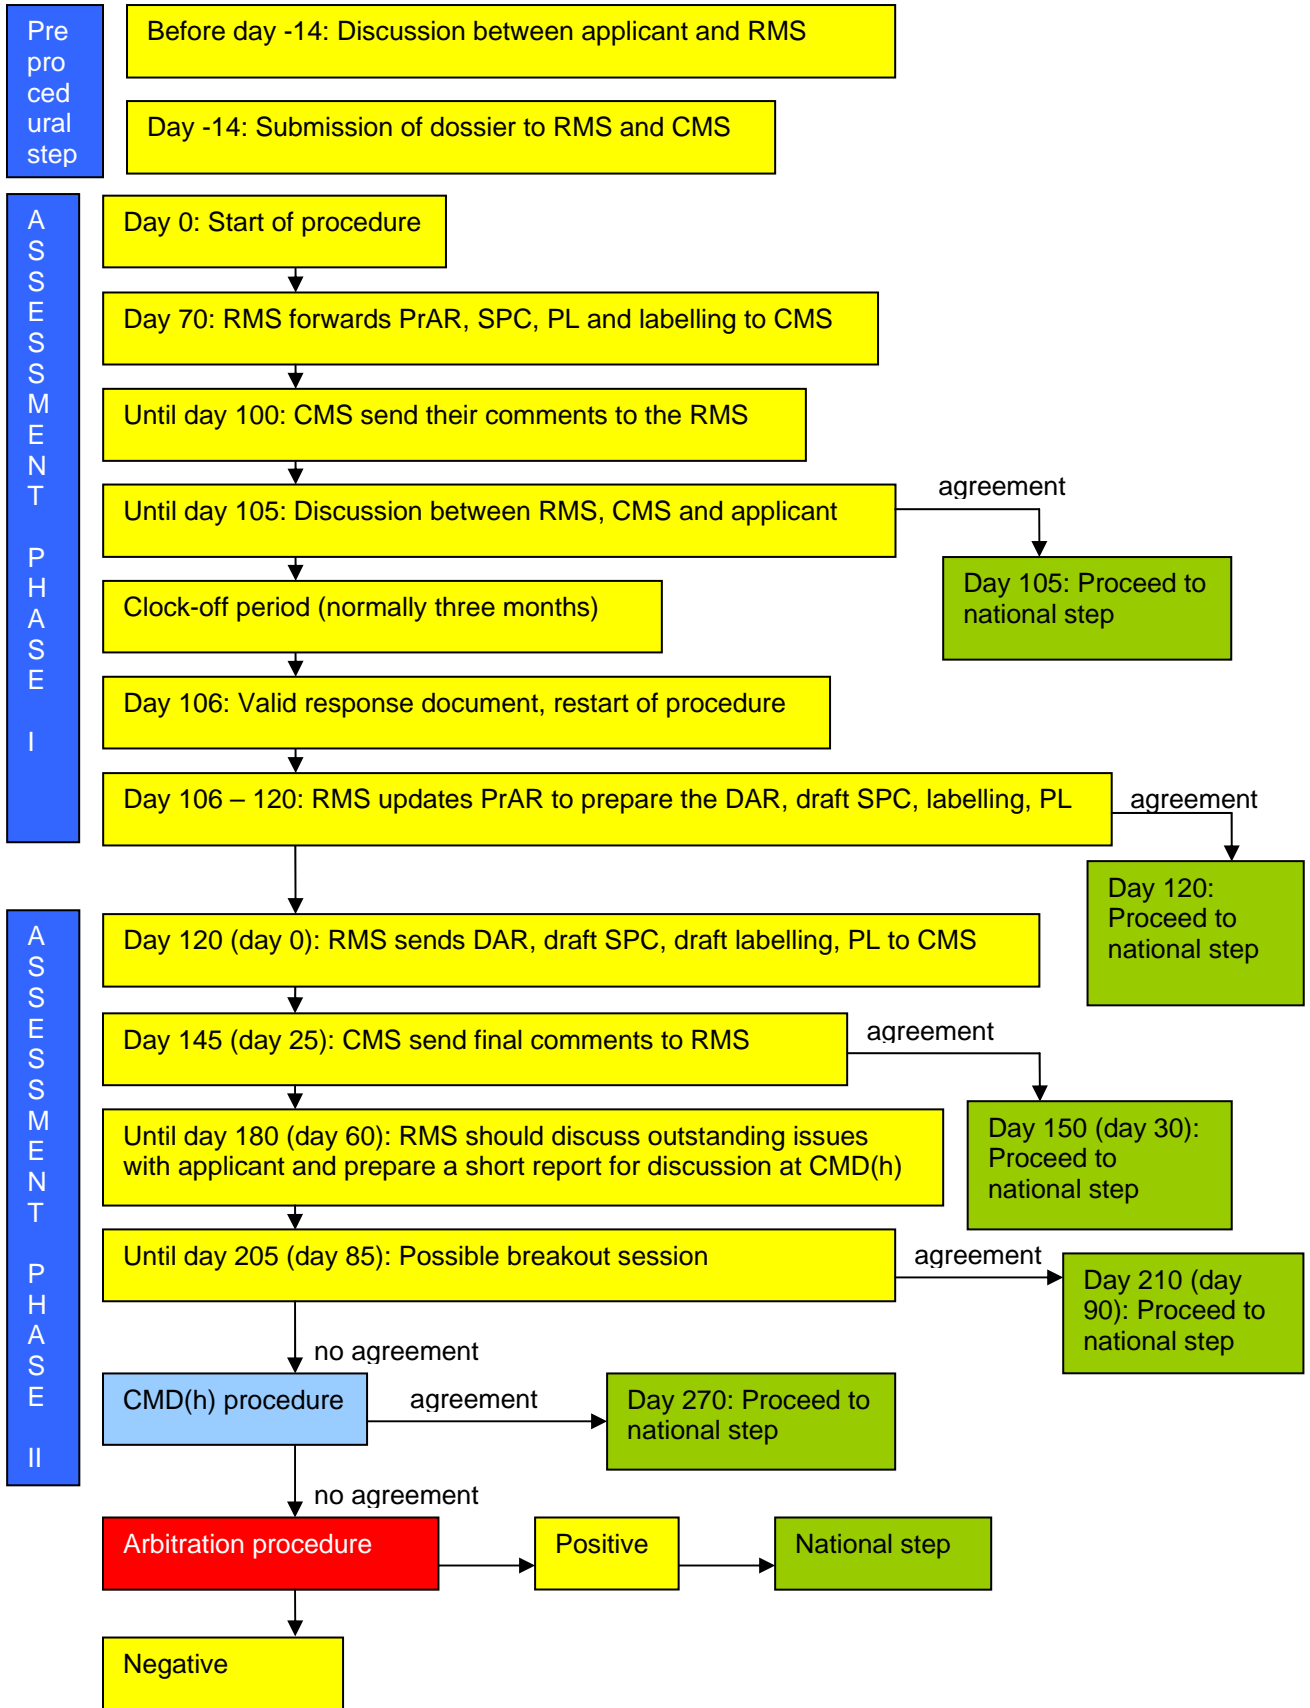 Pre
pro
ced
ural
step
Before day -14: Discussion between applicant and RMS
Day -14: Submission of dossier to RMS and CMS
A
S
S
E
S
S
M
E
N
T
P
H
A
S
E
I
Day 0: Start of procedure
Day 70: RMS forwards PrAR, SPC, PL and labelling to CMS
Until day 100: CMS send their comments to the RMS
Until day 105: Discussion between RMS, CMS and applicant
agreement
Day 105: Proceed to
national step
Clock-off period (normally three months)
Day 106: Valid response document, restart of procedure
Day 106 – 120: RMS updates PrAR to prepare the DAR, draft SPC, labelling, PL
agreement
Day 120:
Proceed to
national step
A
S
S
E
S
S
M
E
N
T
P
H
A
S
E
II
Day 120 (day 0): RMS sends DAR, draft SPC, draft labelling, PL to CMS
Day 145 (day 25): CMS send final comments to RMS
agreement
Day 150 (day 30):
Proceed to
national step
Until day 180 (day 60): RMS should discuss outstanding issues
with applicant and prepare a short report for discussion at CMD(h)
Until day 205 (day 85): Possible breakout session
agreement
Day 210 (day
90): Proceed to
national step
no agreement
CMD(h) procedure
agreement
Day 270: Proceed to
national step
no agreement
Arbitration procedure
Positive
National step
Negative